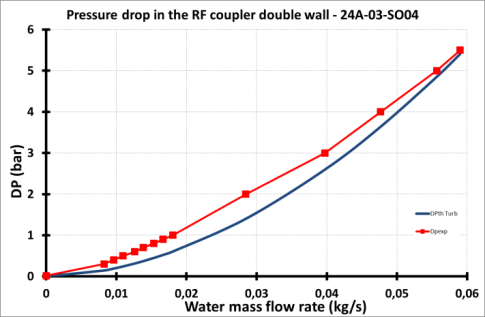 Pressure drop in the RF coupler double wall - 24A-03-SO04
6
5
4
3
2
1
0
DP (bar)
DPth Turb
Dpexp
0 0,01 0,02 0,03 0,04 0,05 0,06
Water mass flow rate (kg/s)